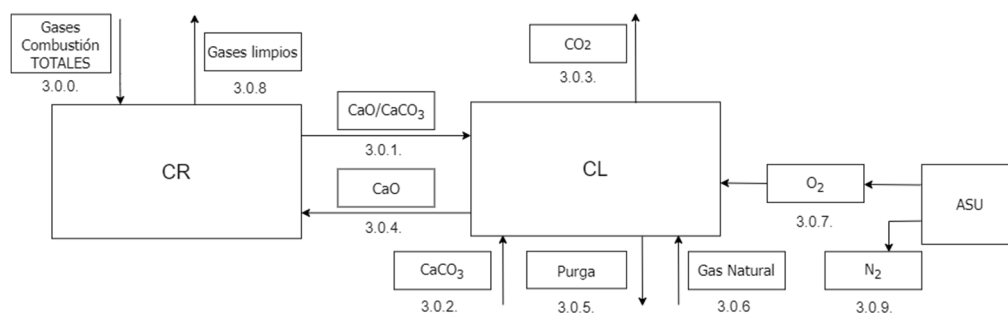 Gases
Combustión
TOTALES
3.0.0.
Gases limpios
3.0.8
CO2
3.0.3.
CR
CaO/CaCO₃
3.0.1.
CaO
3.0.4.
CL
O₂
3.0.7.
ASU
N₂
3.0.9.
CaCO₃
3.0.2.
Purga
3.0.5.
Gas Natural
3.0.6